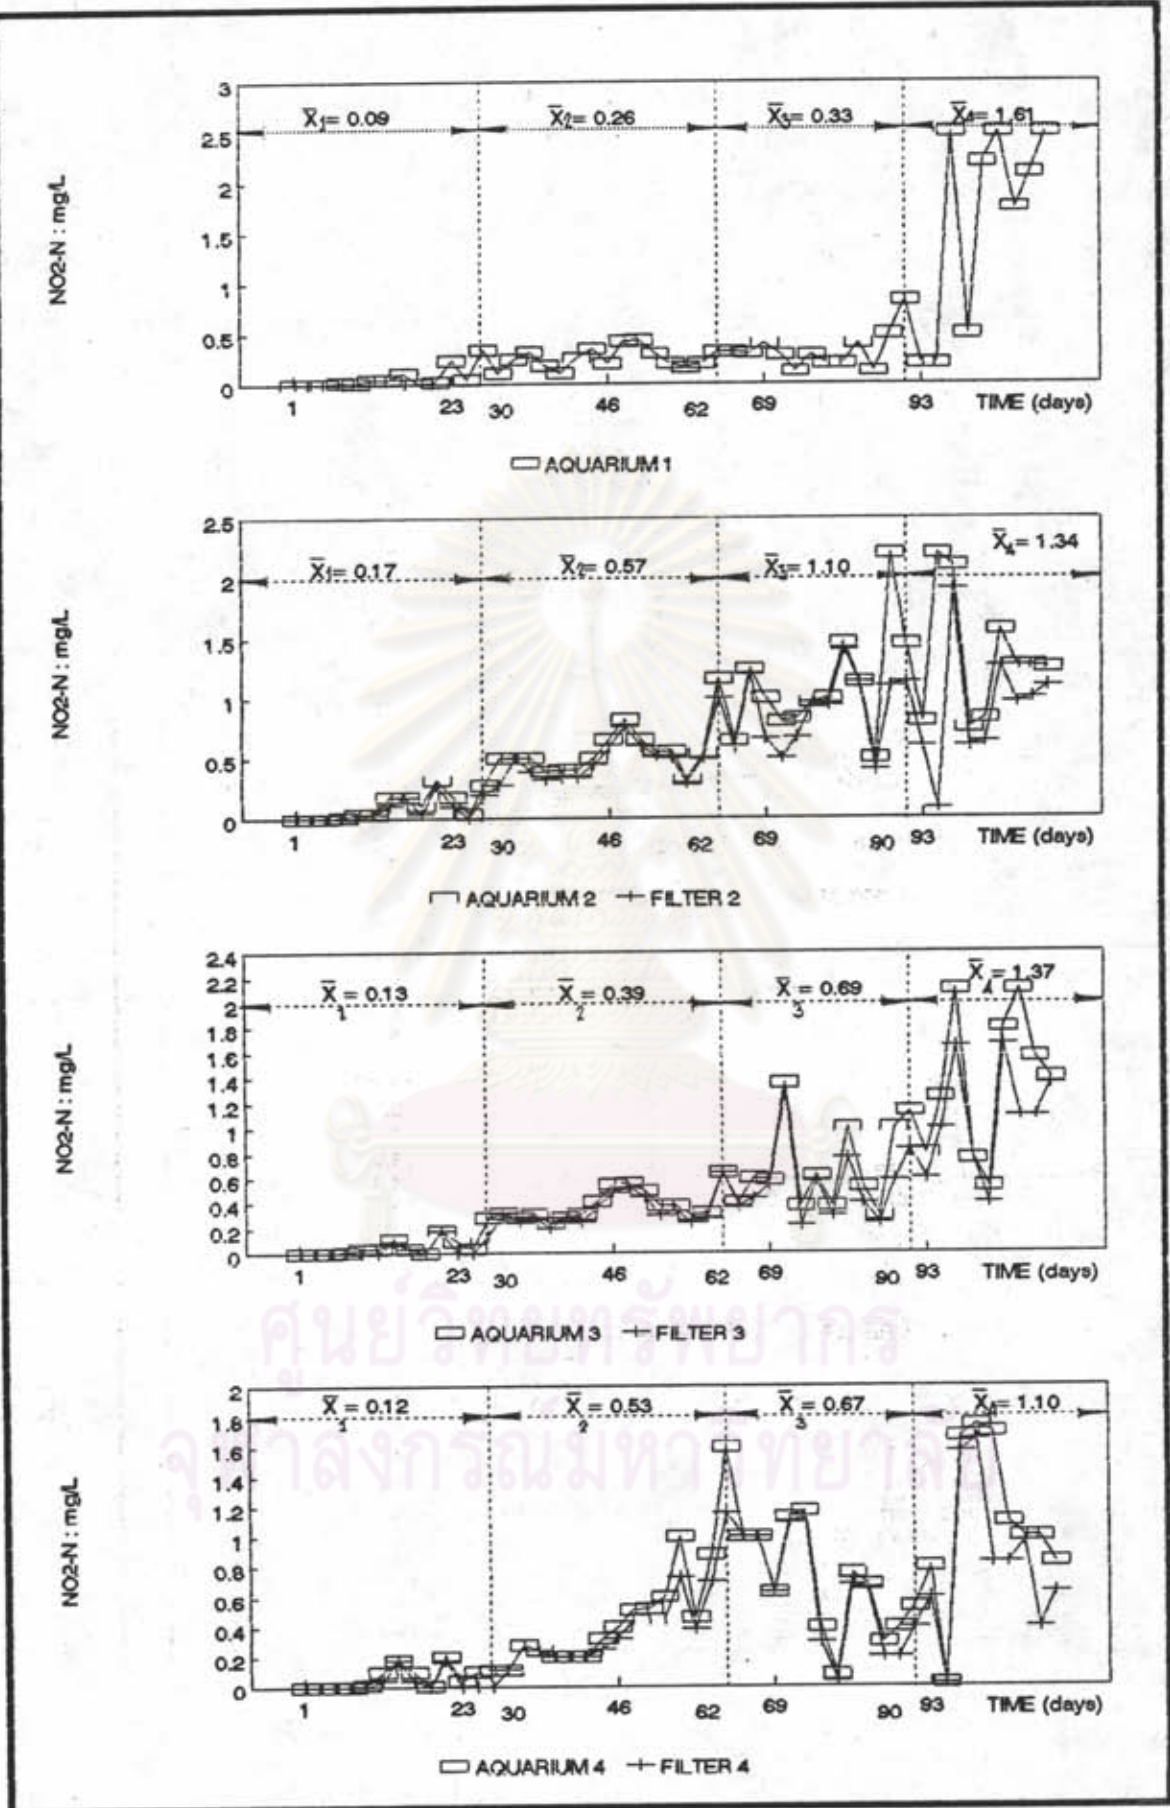 3
X̄1= 0.09 X̄2= 0.26 X̄3= 0.33 X̄4= 1.61
2.5
2
1.5
1
0.5
0
NO2-N : mg/L
1 23 30 46 62 69 93 TIME (days)
AQUARIUM 1
2.5
X̄4= 1.34
X̄1= 0.17 X̄2= 0.57 X̄3= 1.10
2
1.5
1
0.5
0
NO2-N : mg/L
1 23 30 46 62 69 90 93 TIME (days)
AQUARIUM 2 FILTER 2
2.4
2.2
X̄1 = 0.13 X̄2 = 0.39 X̄3 = 0.69 X̄4 = 1.37
2
1.8
1.6
1.4
1.2
1
0.8
0.6
0.4
0.2
0
NO2-N : mg/L
1 23 30 46 62 69 90 93 TIME (days)
AQUARIUM 3 FILTER 3
ศูนย์วิทยทรัพยากร
2
X̄1 = 0.12 X̄2 = 0.53 X̄3 = 0.67 X̄4 = 1.10
1.8
จุฬาลงกรณ์มหาวิทยาลัย
1.6
1.4
1.2
1
0.8
0.6
0.4
0.2
0
NO2-N : mg/L
1 23 30 46 62 69 90 93 TIME (days)
AQUARIUM 4 FILTER 4